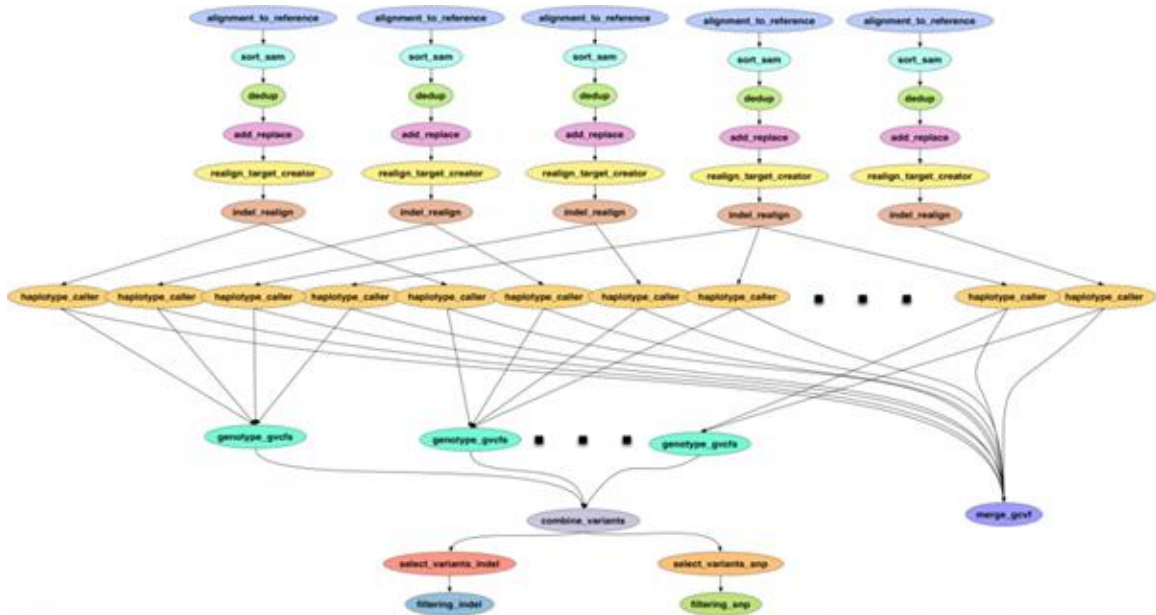 alignment_to_reference alignment_to_reference alignment_to_reference alignment_to_reference alignment_to_reference
sort_sam sort_sam sort_sam sort_sam sort_sam
dedup dedup dedup dedup dedup
add_replace add_replace add_replace add_replace add_replace
realign_target_creator realign_target_creator realign_target_creator realign_target_creator realign_target_creator
indel_realign indel_realign indel_realign indel_realign indel_realign
haplotype_caller haplotype_caller haplotype_caller haplotype_caller haplotype_caller haplotype_caller haplotype_caller haplotype_caller haplotype_caller haplotype_caller
genotype_gvcfs genotype_gvcfs genotype_gvcfs
combine_variants merge_gcvf
select_variants_indel select_variants_snp
filtering_indel filtering_snp